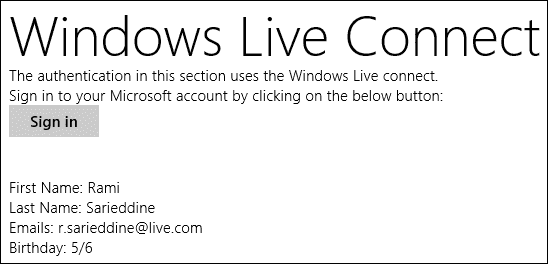 Windows Live Connect
The authentication in this section uses the Windows Live connect.
Sign in to your Microsoft account by clicking on the below button:
Sign in
First Name: Rami
Last Name: Sarieddine
Emails: r.sarieddine@live.com
Birthday: 5/6